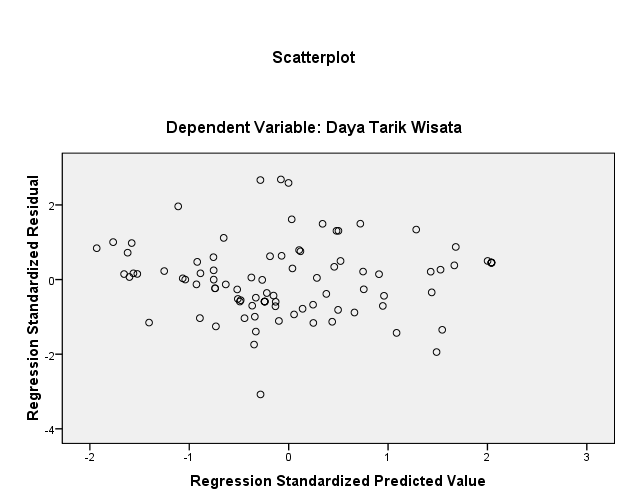 Scatterplot
Dependent Variable: Daya Tarik Wisata
Regression Standardized Residual
2
0
-2
-4
-2
-1
0
1
2
3
Regression Standardized Predicted Value